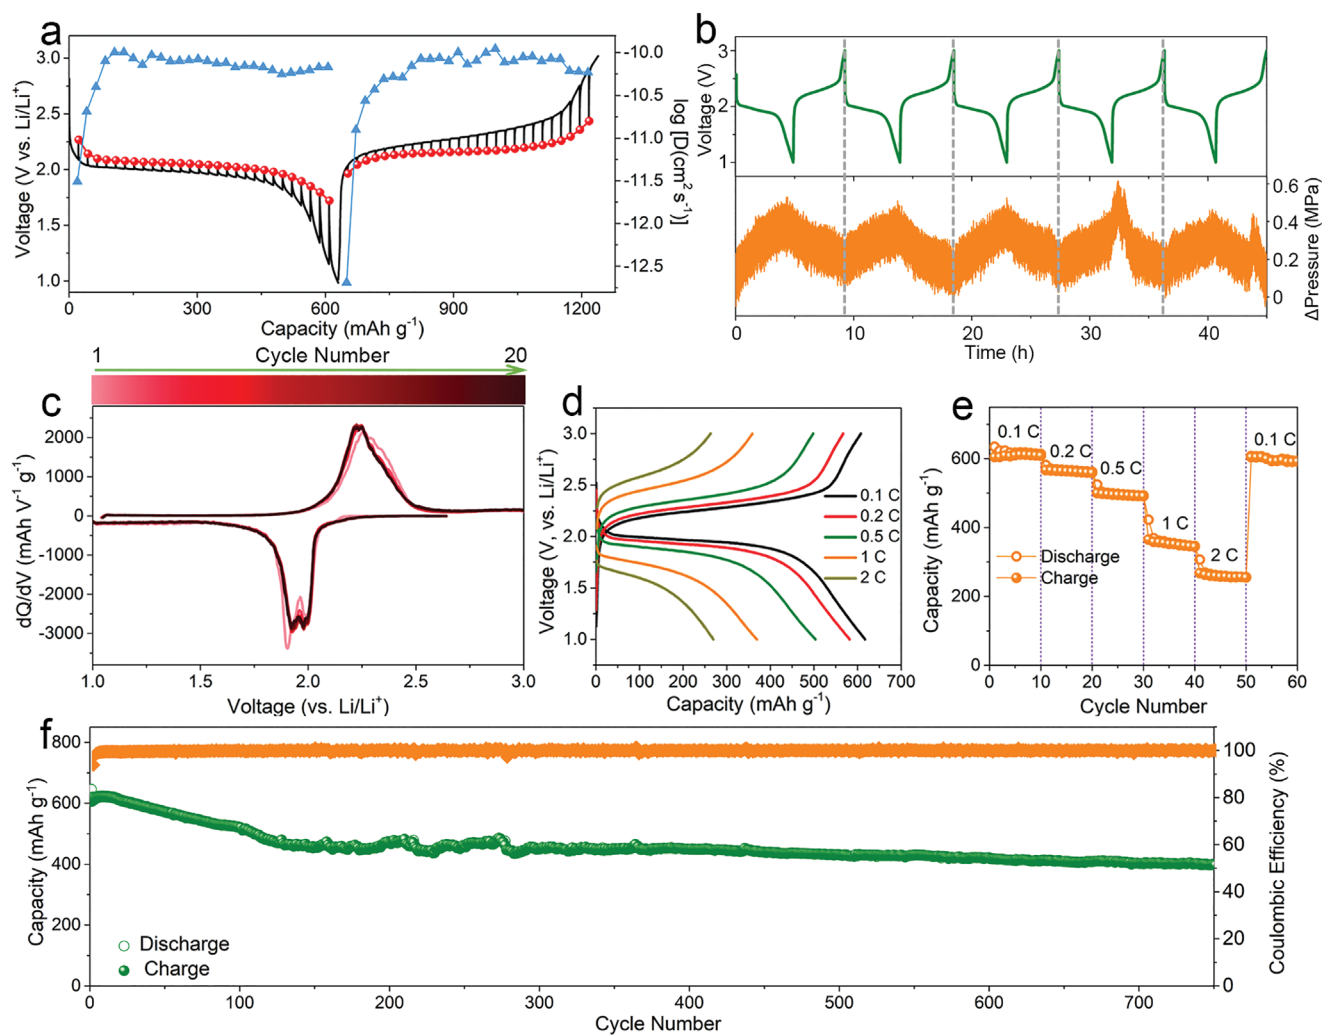 a
3.0
2.5
2.0
1.5
1.0
Voltage (V vs. Li/Li⁺)
0
300
600
900
1200
Capacity (mAh g⁻¹)
-10.0
-10.5
-11.0
-11.5
-12.0
-12.5
log [D(cm² s⁻¹)]
b
3
2
1
Voltage (V)
0.6
0.4
0.2
0
ΔPressure (MPa)
0
10
20
30
40
Time (h)
1
Cycle Number
20
c
2000
1000
0
-1000
-2000
-3000
dQ/dV (mAh V⁻¹ g⁻¹)
1.0
1.5
2.0
2.5
3.0
Voltage (vs. Li/Li⁺)
d
3.0
2.5
2.0
1.5
1.0
Voltage (V, vs. Li/Li⁺)
0.1 C
0.2 C
0.5 C
1 C
2 C
0
100
200
300
400
500
600
700
Capacity (mAh g⁻¹)
e
600
400
200
0
Capacity (mAh g⁻¹)
0.1 C
0.2 C
0.5 C
1 C
2 C
0.1 C
Discharge
Charge
0
10
20
30
40
50
60
Cycle Number
f
800
600
400
200
0
Capacity (mAh g⁻¹)
Discharge
Charge
100
80
60
40
20
0
Coulombic Efficiency (%)
0
100
200
300
400
500
600
700
Cycle Number